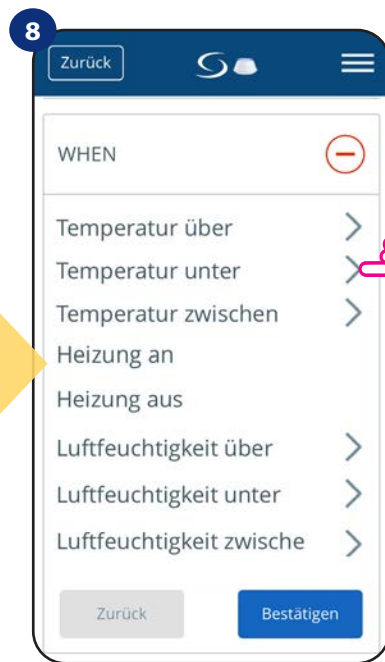 8
Zurück
WHEN
Temperatur über
Temperatur unter
Temperatur zwischen
Heizung an
Heizung aus
Luftfeuchtigkeit über
Luftfeuchtigkeit unter
Luftfeuchtigkeit zwische
Zurück Bestätigen